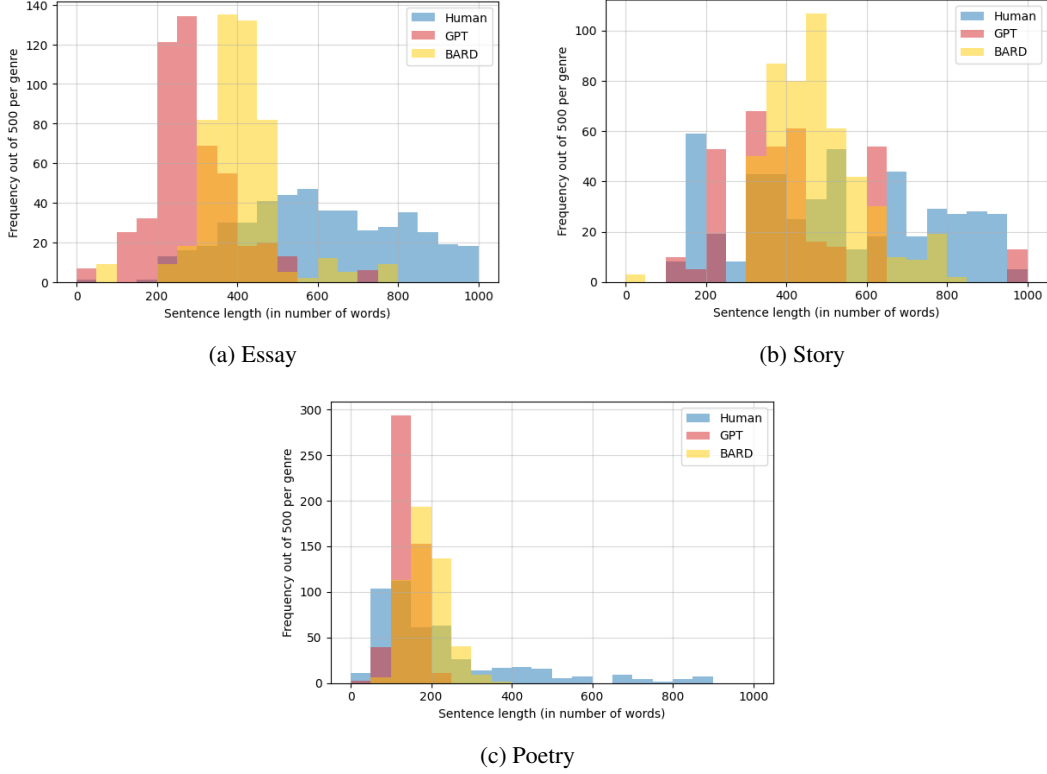 140
120
100
80
60
40
20
0
Frequency out of 500 per genre
0 200 400 600 800 1000
Sentence length (in number of words)
Human
GPT
BARD
(a) Essay
100
80
60
40
20
0
Frequency out of 500 per genre
0 200 400 600 800 1000
Sentence length (in number of words)
Human
GPT
BARD
(b) Story
300
250
200
150
100
50
0
Frequency out of 500 per genre
0 200 400 600 800 1000
Sentence length (in number of words)
Human
GPT
BARD
(c) Poetry